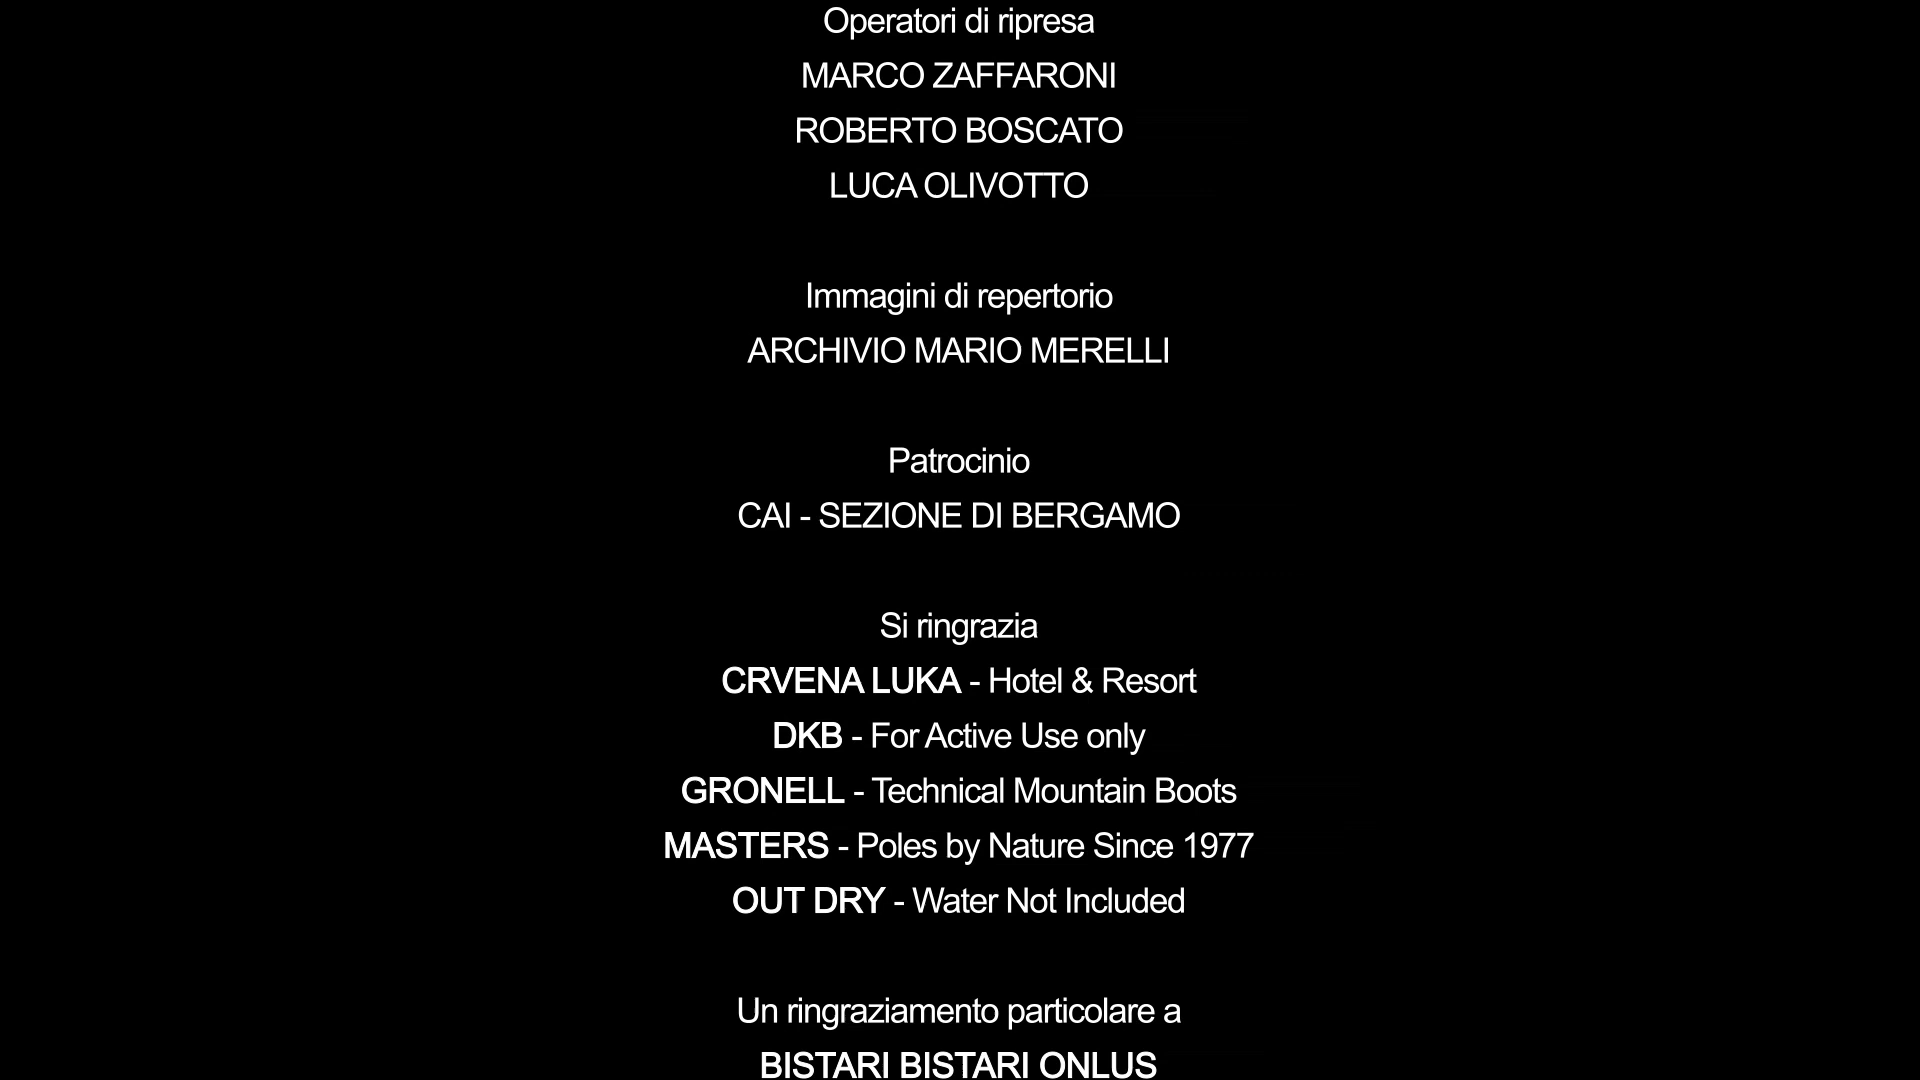 Operatori di ripresa
MARCO ZAFFARONI
ROBERTO BOSCATO
LUCA OLIVOTTO
Immagini di repertorio
ARCHIVIO MARIO MERELLI
Patrocinio
CAI - SEZIONE DI BERGAMO
Si ringrazia
CRVENA LUKA - Hotel & Resort
DKB - For Active Use only
GRONELL - Technical Mountain Boots
MASTERS - Poles by Nature Since 1977
OUT DRY - Water Not Included
Un ringraziamento particolare a
BISTARI BISTARI ONLUS